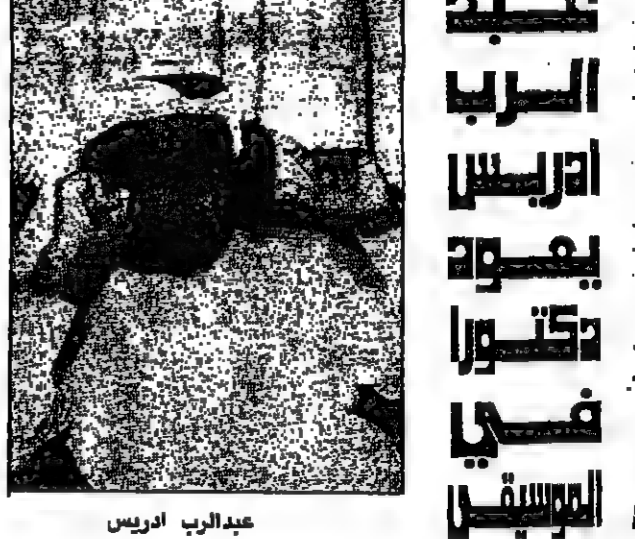 عبد
الرب
ادريس
يعود
دكتورا
في
الموسيقى
عبدالرب ادريس